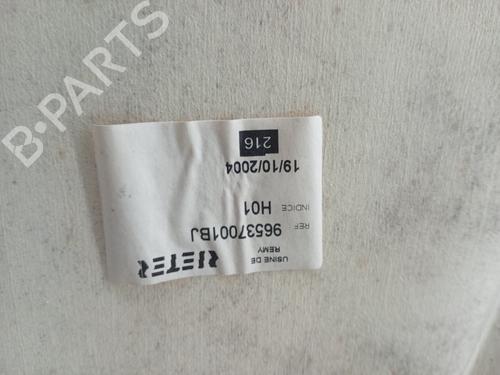 RIETER
USINE DE
REMY
REF 96537001BJ
INDICE H01
19/10/2004
216
B-PARTS